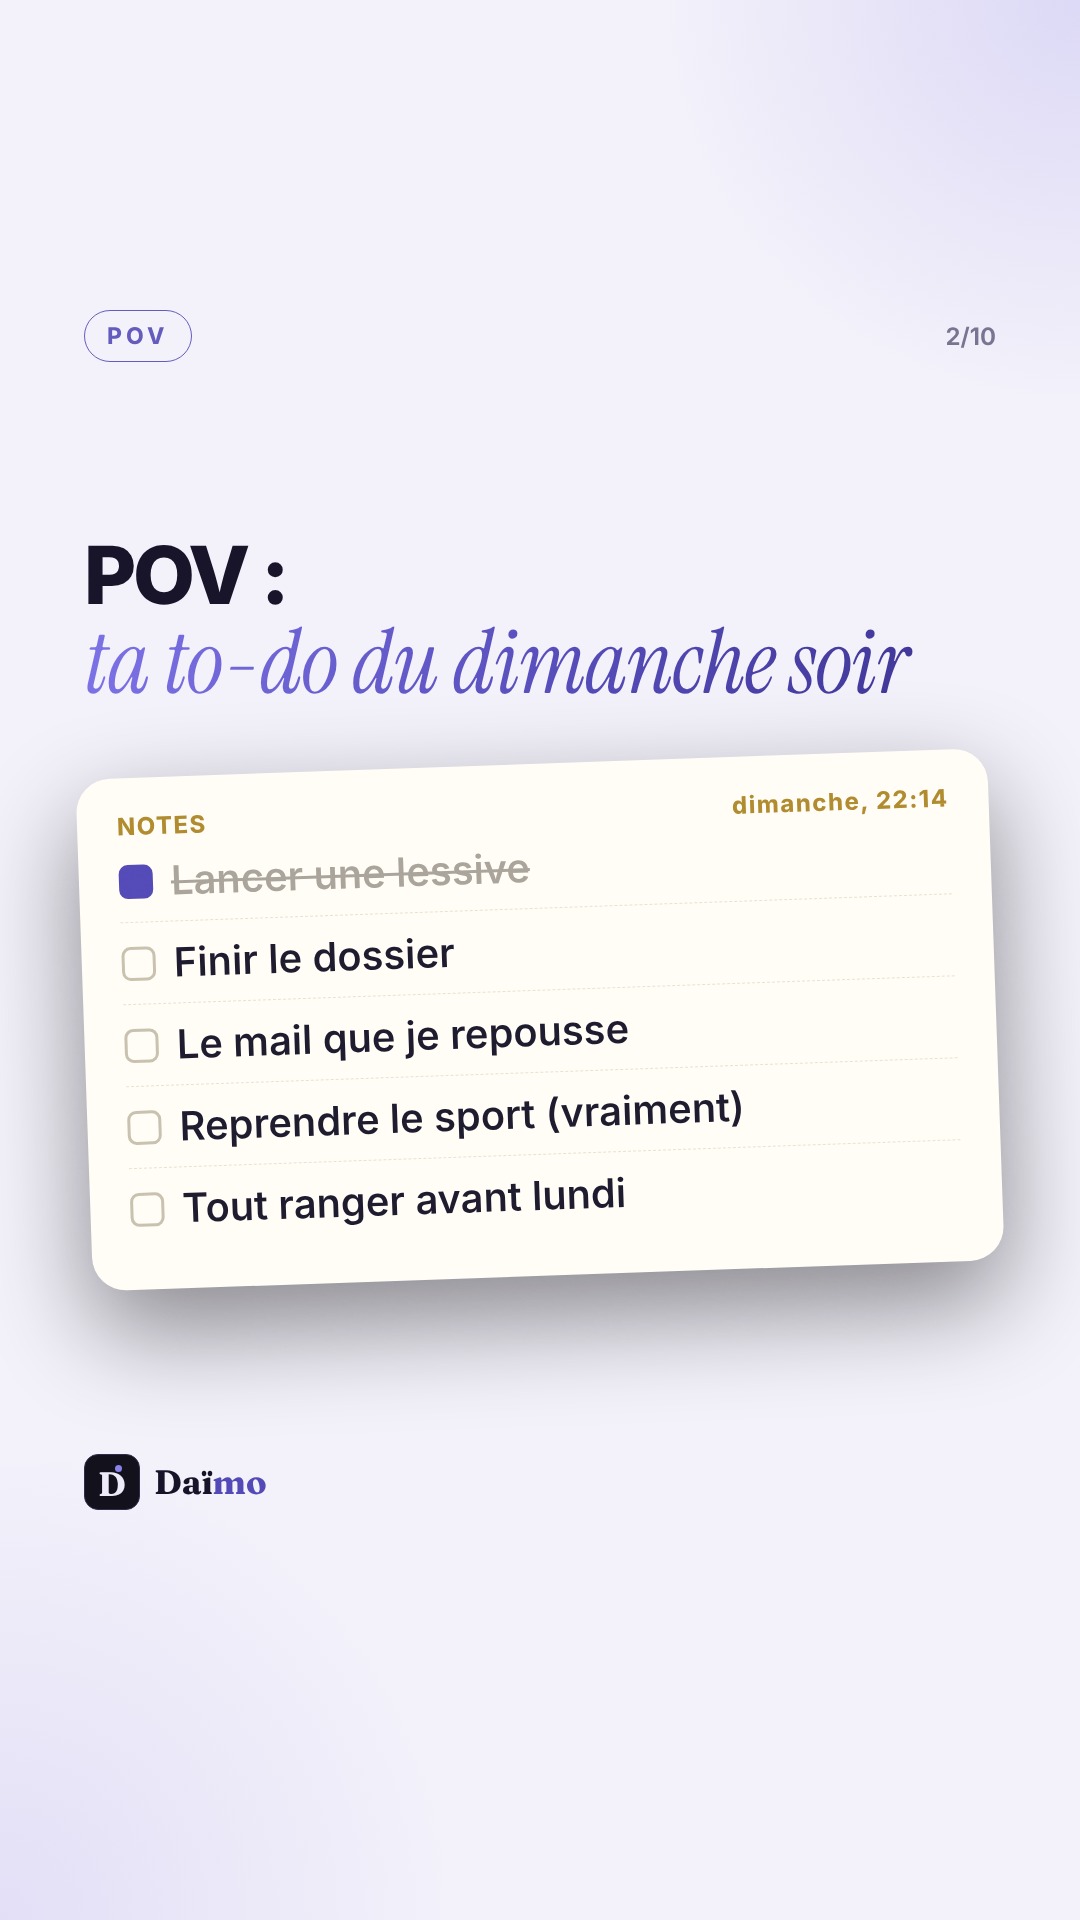 POV
2/10
POV :
ta to-do du dimanche soir
NOTES
dimanche, 22:14
Lancer une lessive
Finir le dossier
Le mail que je repousse
Reprendre le sport (vraiment)
Tout ranger avant lundi
D
Daïmo